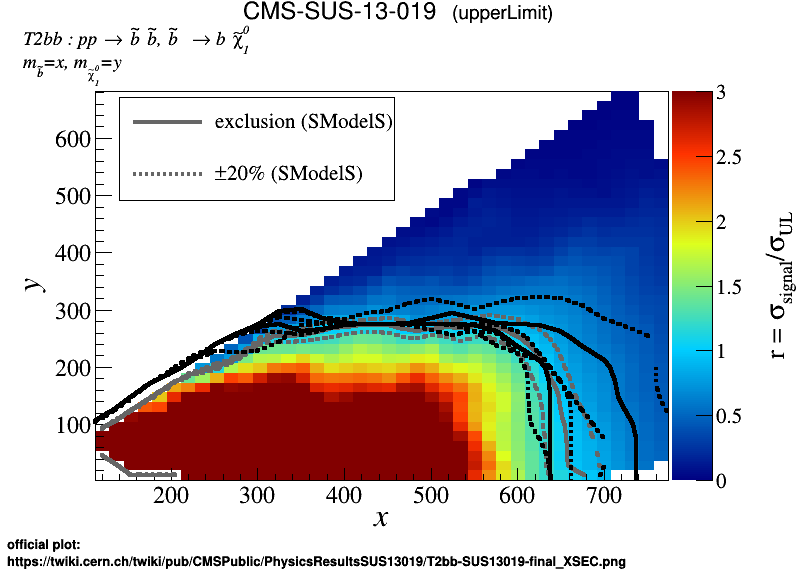 CMS-SUS-13-019 (upperLimit)
T2bb : pp → b̃ b̃, b̃ → b χ̃₁⁰
m_b̃=x, m_χ̃₁⁰=y
exclusion (SModelS)
±20% (SModelS)
600
500
400
300
200
100
y
200 300 400 500 600 700
x
3
2.5
2
1.5
1
0.5
0
r = σ_signal/σ_UL
official plot:
https://twiki.cern.ch/twiki/pub/CMSPublic/PhysicsResultsSUS13019/T2bb-SUS13019-final_XSEC.png